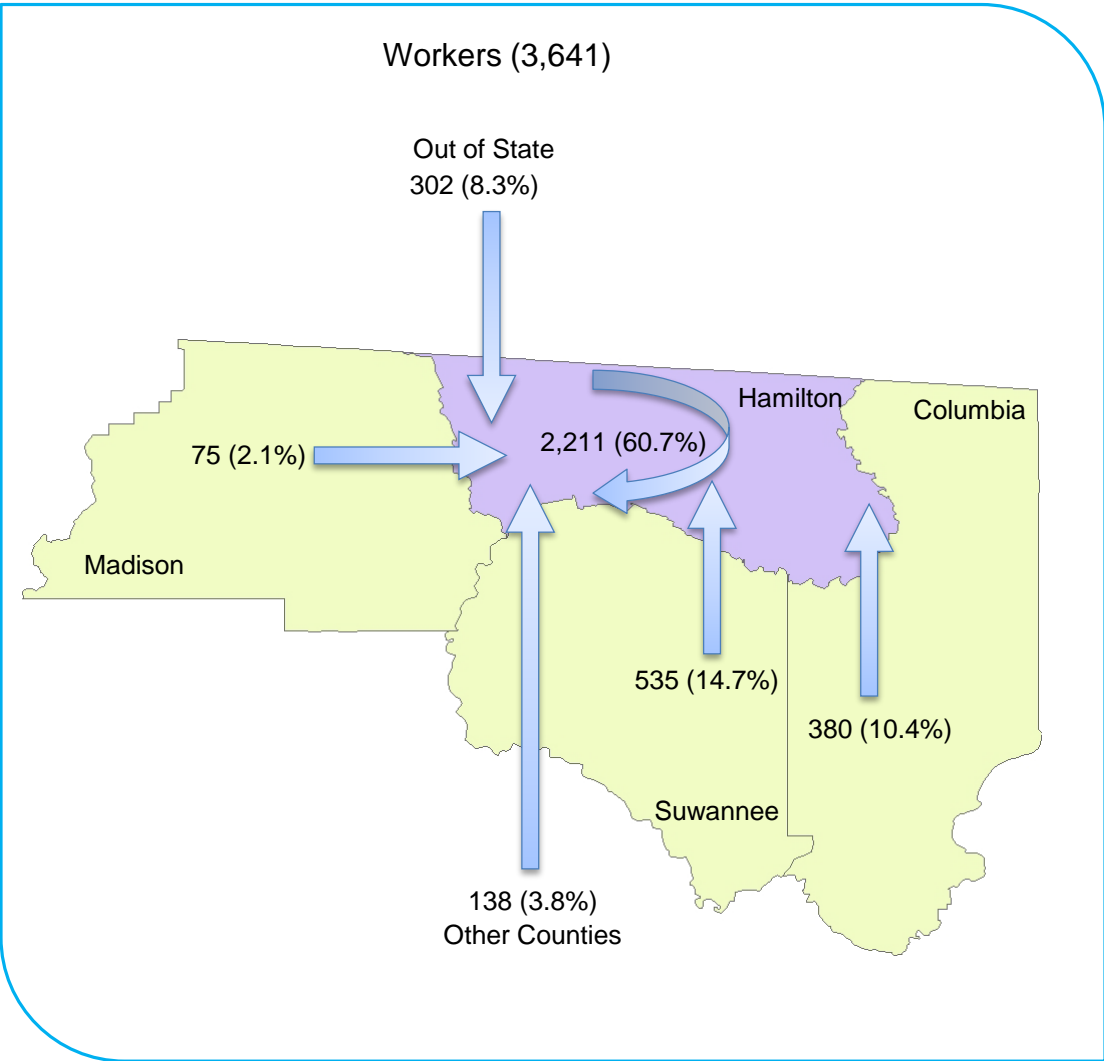 Workers (3,641)
Out of State
302 (8.3%)
Hamilton
Columbia
2,211 (60.7%)
75 (2.1%)
Madison
535 (14.7%)
380 (10.4%)
Suwannee
138 (3.8%)
Other Counties